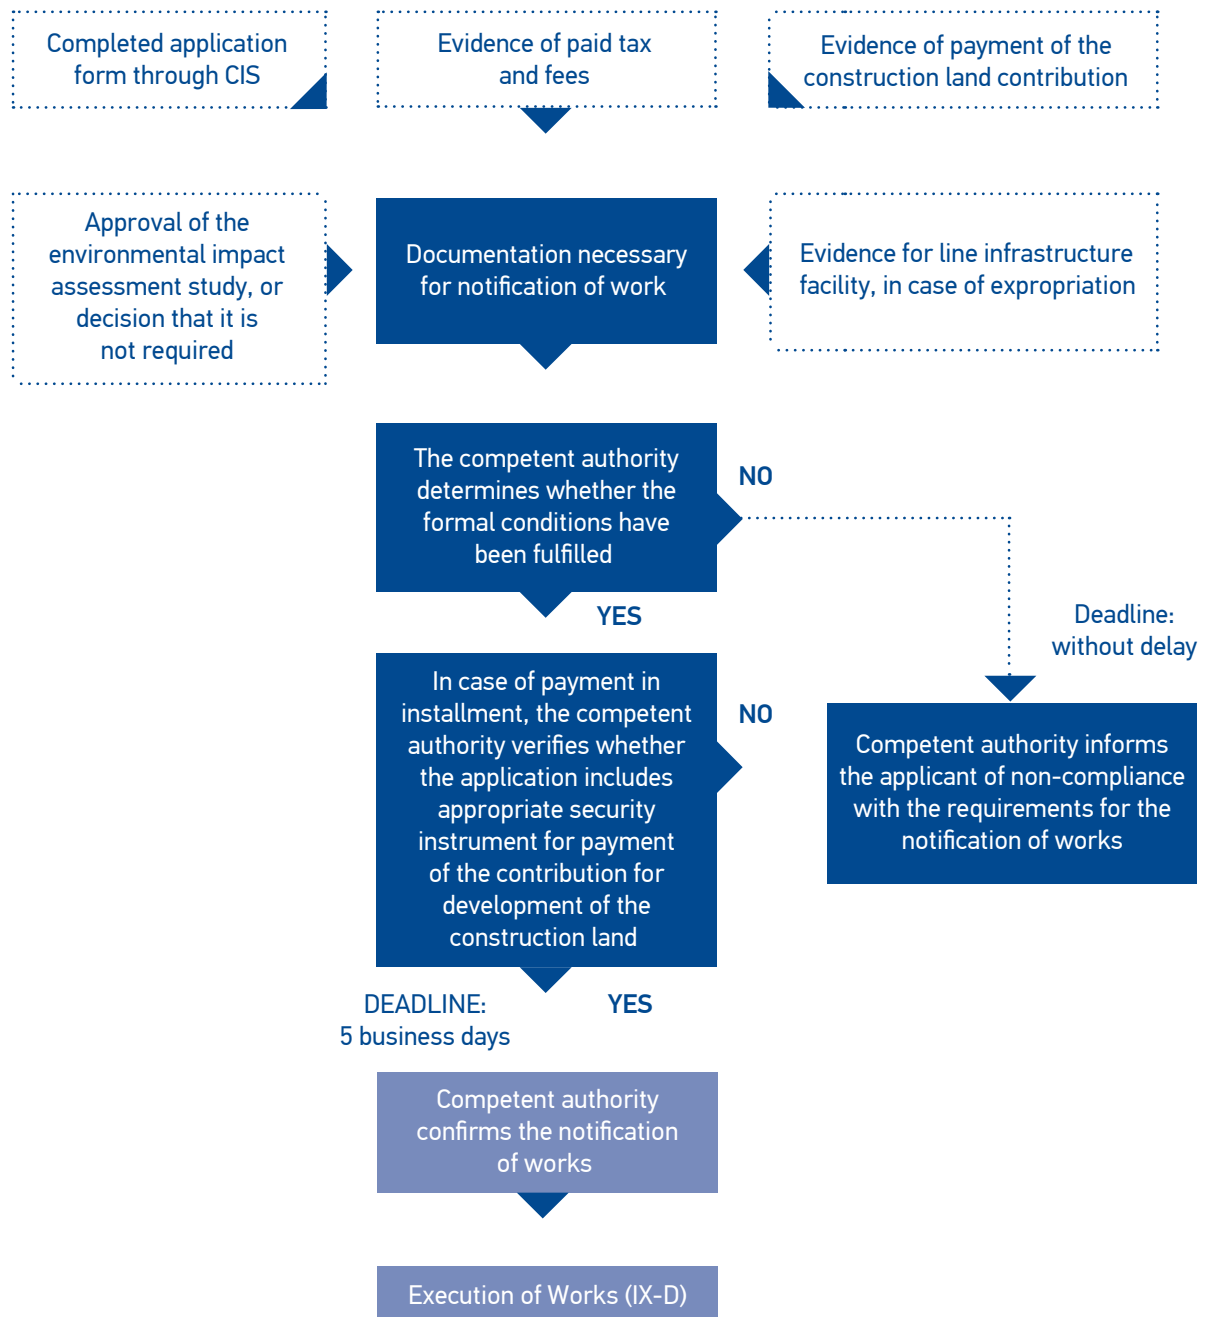 Completed application
form through CIS
Evidence of paid tax
and fees
Evidence of payment of the
construction land contribution
Approval of the
environmental impact
assessment study, or
decision that it is
not required
Documentation necessary
for notification of work
Evidence for line infrastructure
facility, in case of expropriation
The competent authority
determines whether the
formal conditions have
been fulfilled
NO
YES
Deadline:
without delay
In case of payment in
installment, the competent
authority verifies whether
the application includes
appropriate security
instrument for payment
of the contribution for
development of the
construction land
NO
Competent authority informs
the applicant of non-compliance
with the requirements for the
notification of works
DEADLINE:
5 business days
YES
Competent authority
confirms the notification
of works
Execution of Works (IX-D)